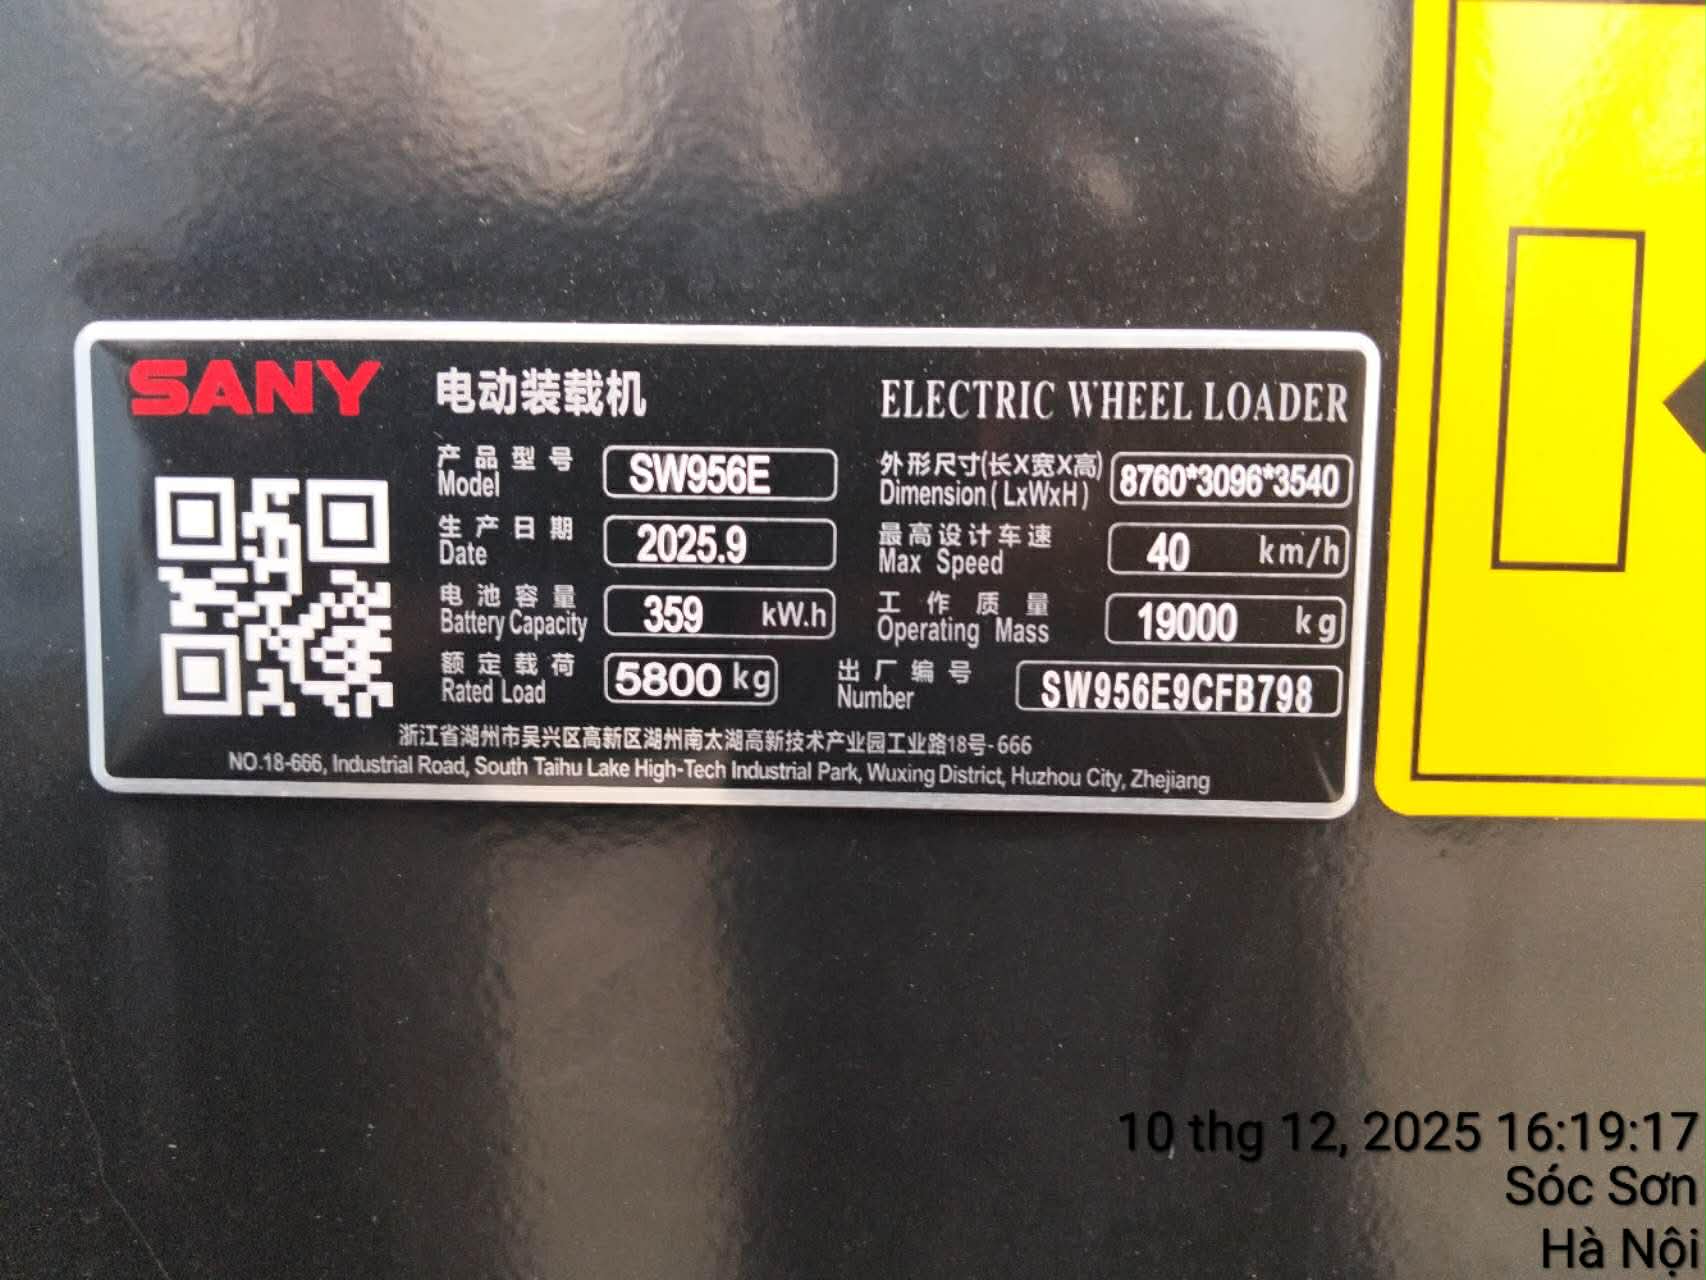 SANY 电动装载机 ELECTRIC WHEEL LOADER
产品型号 Model SW956E
生产日期 Date 2025.9
电池容量 Battery Capacity 359 kW.h
额定载荷 Rated Load 5800 kg
外形尺寸(长X宽X高) Dimension ( LxWxH ) 8760*3096*3540
最高设计车速 Max Speed 40 km/h
工作质量 Operating Mass 19000 kg
出厂编号 Number SW956E9CFB798
浙江省湖州市吴兴区高新区湖州南太湖高新技术产业园工业路18号-666
NO.18-666, Industrial Road, South Taihu Lake High-Tech Industrial Park, Wuxing District, Huzhou City, Zhejiang
10 thg 12, 2025 16:19:17
Sóc Sơn
Hà Nội